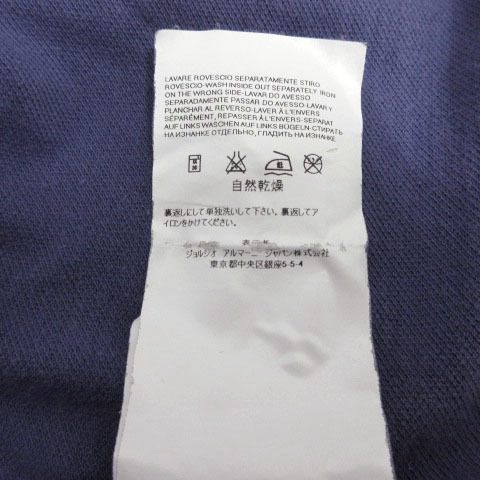 LAVARE ROVESCIO SEPARATAMENTE STIRO
ROVESCIO-WASH INSIDE OUT SEPARATELY IRON
ON THE WRONG SIDE-LAVAR DO AVESSO
SEPARADAMENTE PASSAR DO AVESSO-LAVAR Y
PLANCHAR AL REVERSO-LAVER À L'ENVERS
SÉPARÉMENT, REPASSER À L'ENVERS-SEPARAT
AUF LINKS WASCHEN AUF LINKS BÜGELN-СТИРАТЬ
НА ИЗНАНКЕ ОТДЕЛЬНО, ГЛАДИТЬ НА ИЗНАНКЕ
自然乾燥
裏返しにして単独洗いして下さい。裏返してア
イロンをかけてください。
ジョルジオ アルマーニ ジャパン株式会社
東京都中央区銀座5-5-4